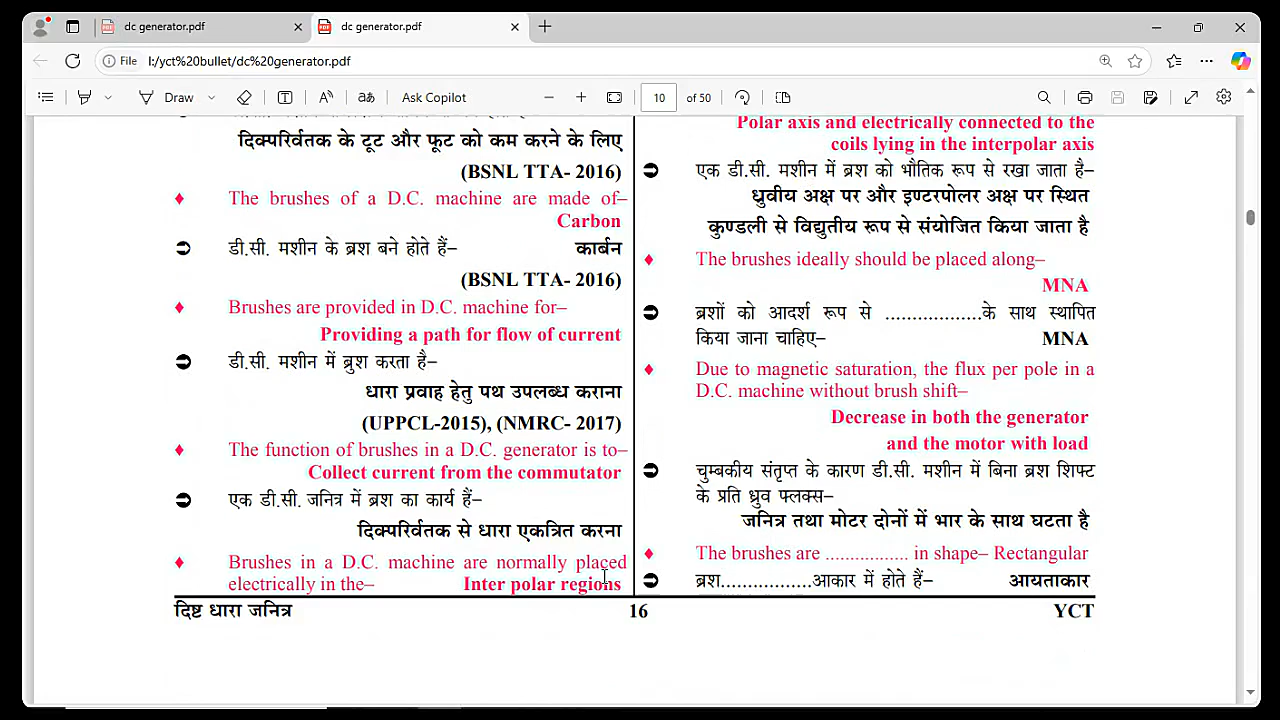 dc generator.pdf
dc generator.pdf
File
I:/yct%20bullet/dc%20generator.pdf
Draw
Ask Copilot
10
of 50
दिक्परिर्वतक के टूट और फूट को कम करने के लिए
(BSNL TTA- 2016)
The brushes of a D.C. machine are made of–
Carbon
डी.सी. मशीन के ब्रश बने होते हैं– कार्बन
(BSNL TTA- 2016)
Brushes are provided in D.C. machine for–
Providing a path for flow of current
डी.सी. मशीन में ब्रुश करता है–
धारा प्रवाह हेतु पथ उपलब्ध कराना
(UPPCL-2015), (NMRC- 2017)
The function of brushes in a D.C. generator is to–
Collect current from the commutator
एक डी.सी. जनित्र में ब्रश का कार्य हैं–
दिक्परिर्वतक से धारा एकत्रित करना
Brushes in a D.C. machine are normally placed
electrically in the– Inter polar regions
Polar axis and electrically connected to the
coils lying in the interpolar axis
एक डी.सी. मशीन में ब्रश को भौतिक रूप से रखा जाता है–
ध्रुवीय अक्ष पर और इण्टरपोलर अक्ष पर स्थित
कुण्डली से विद्युतीय रूप से संयोजित किया जाता है
The brushes ideally should be placed along–
MNA
ब्रशों को आदर्श रूप से ..................के साथ स्थापित
किया जाना चाहिए– MNA
Due to magnetic saturation, the flux per pole in a
D.C. machine without brush shift–
Decrease in both the generator
and the motor with load
चुम्बकीय संतृप्त के कारण डी.सी. मशीन में बिना ब्रश शिफ्ट
के प्रति ध्रुव फ्लक्स–
जनित्र तथा मोटर दोनों में भार के साथ घटता है
The brushes are ................ in shape– Rectangular
ब्रश.................आकार में होते हैं– आयताकार
दिष्ट धारा जनित्र 16 YCT